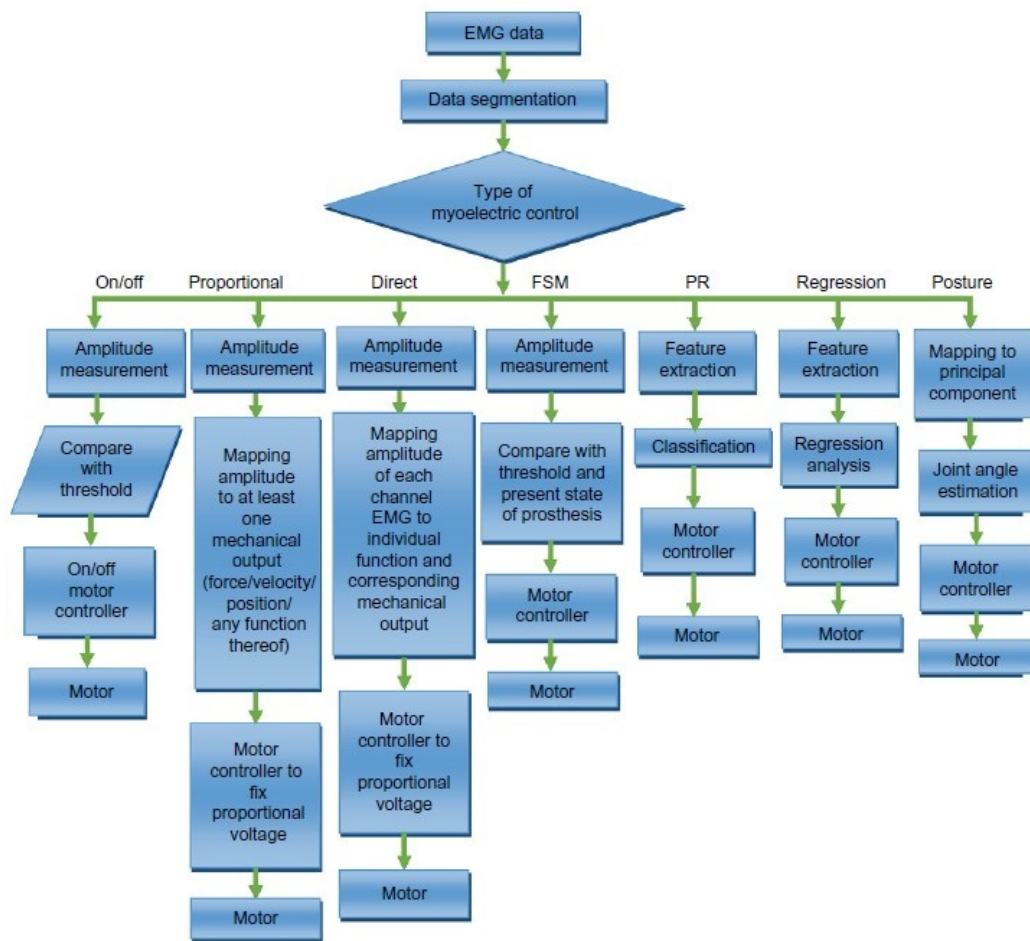 EMG data
Data segmentation
Type of
myoelectric control
On/off
Proportional
Direct
FSM
PR
Regression
Posture
Amplitude
measurement
Compare
with
threshold
On/off
motor
controller
Motor
Amplitude
measurement
Mapping
amplitude
to at least
one
mechanical
output
(force/velocity/
position/
any function
thereof)
Motor
controller to
fix
proportional
voltage
Motor
Amplitude
measurement
Mapping
amplitude
of each
channel
EMG to
individual
function and
corresponding
mechanical
output
Motor
controller to
fix
proportional
voltage
Motor
Amplitude
measurement
Compare with
threshold and
present state
of prosthesis
Motor
controller
Motor
Feature
extraction
Classification
Motor
controller
Motor
Feature
extraction
Regression
analysis
Motor
controller
Motor
Mapping to
principal
component
Joint angle
estimation
Motor
controller
Motor